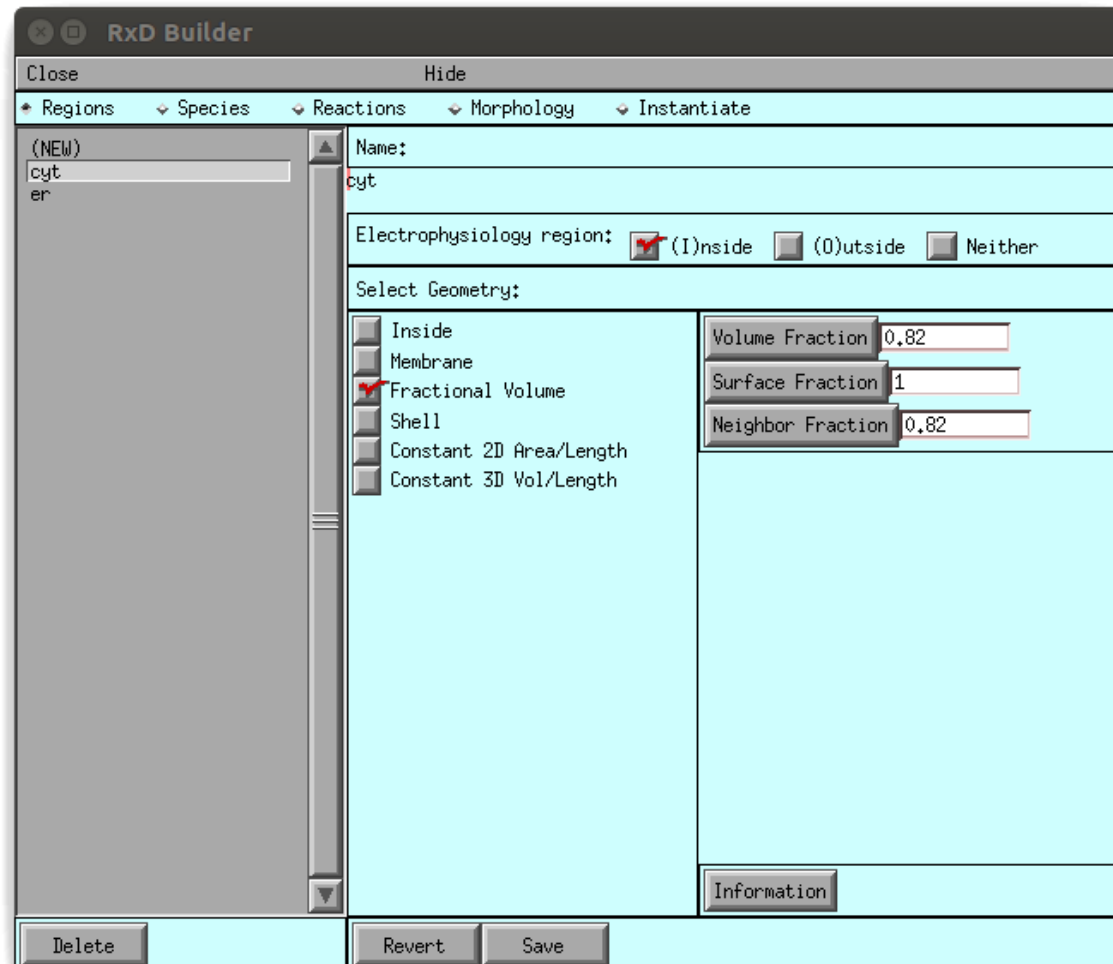 RxD Builder
Close Hide
Regions Species Reactions Morphology Instantiate
(NEW)
cyt
er
Name:
cyt
Electrophysiology region: (I)nside (O)utside Neither
Select Geometry:
Inside
Membrane
Fractional Volume
Shell
Constant 2D Area/Length
Constant 3D Vol/Length
Volume Fraction 0.82
Surface Fraction 1
Neighbor Fraction 0.82
Information
Delete
Revert Save